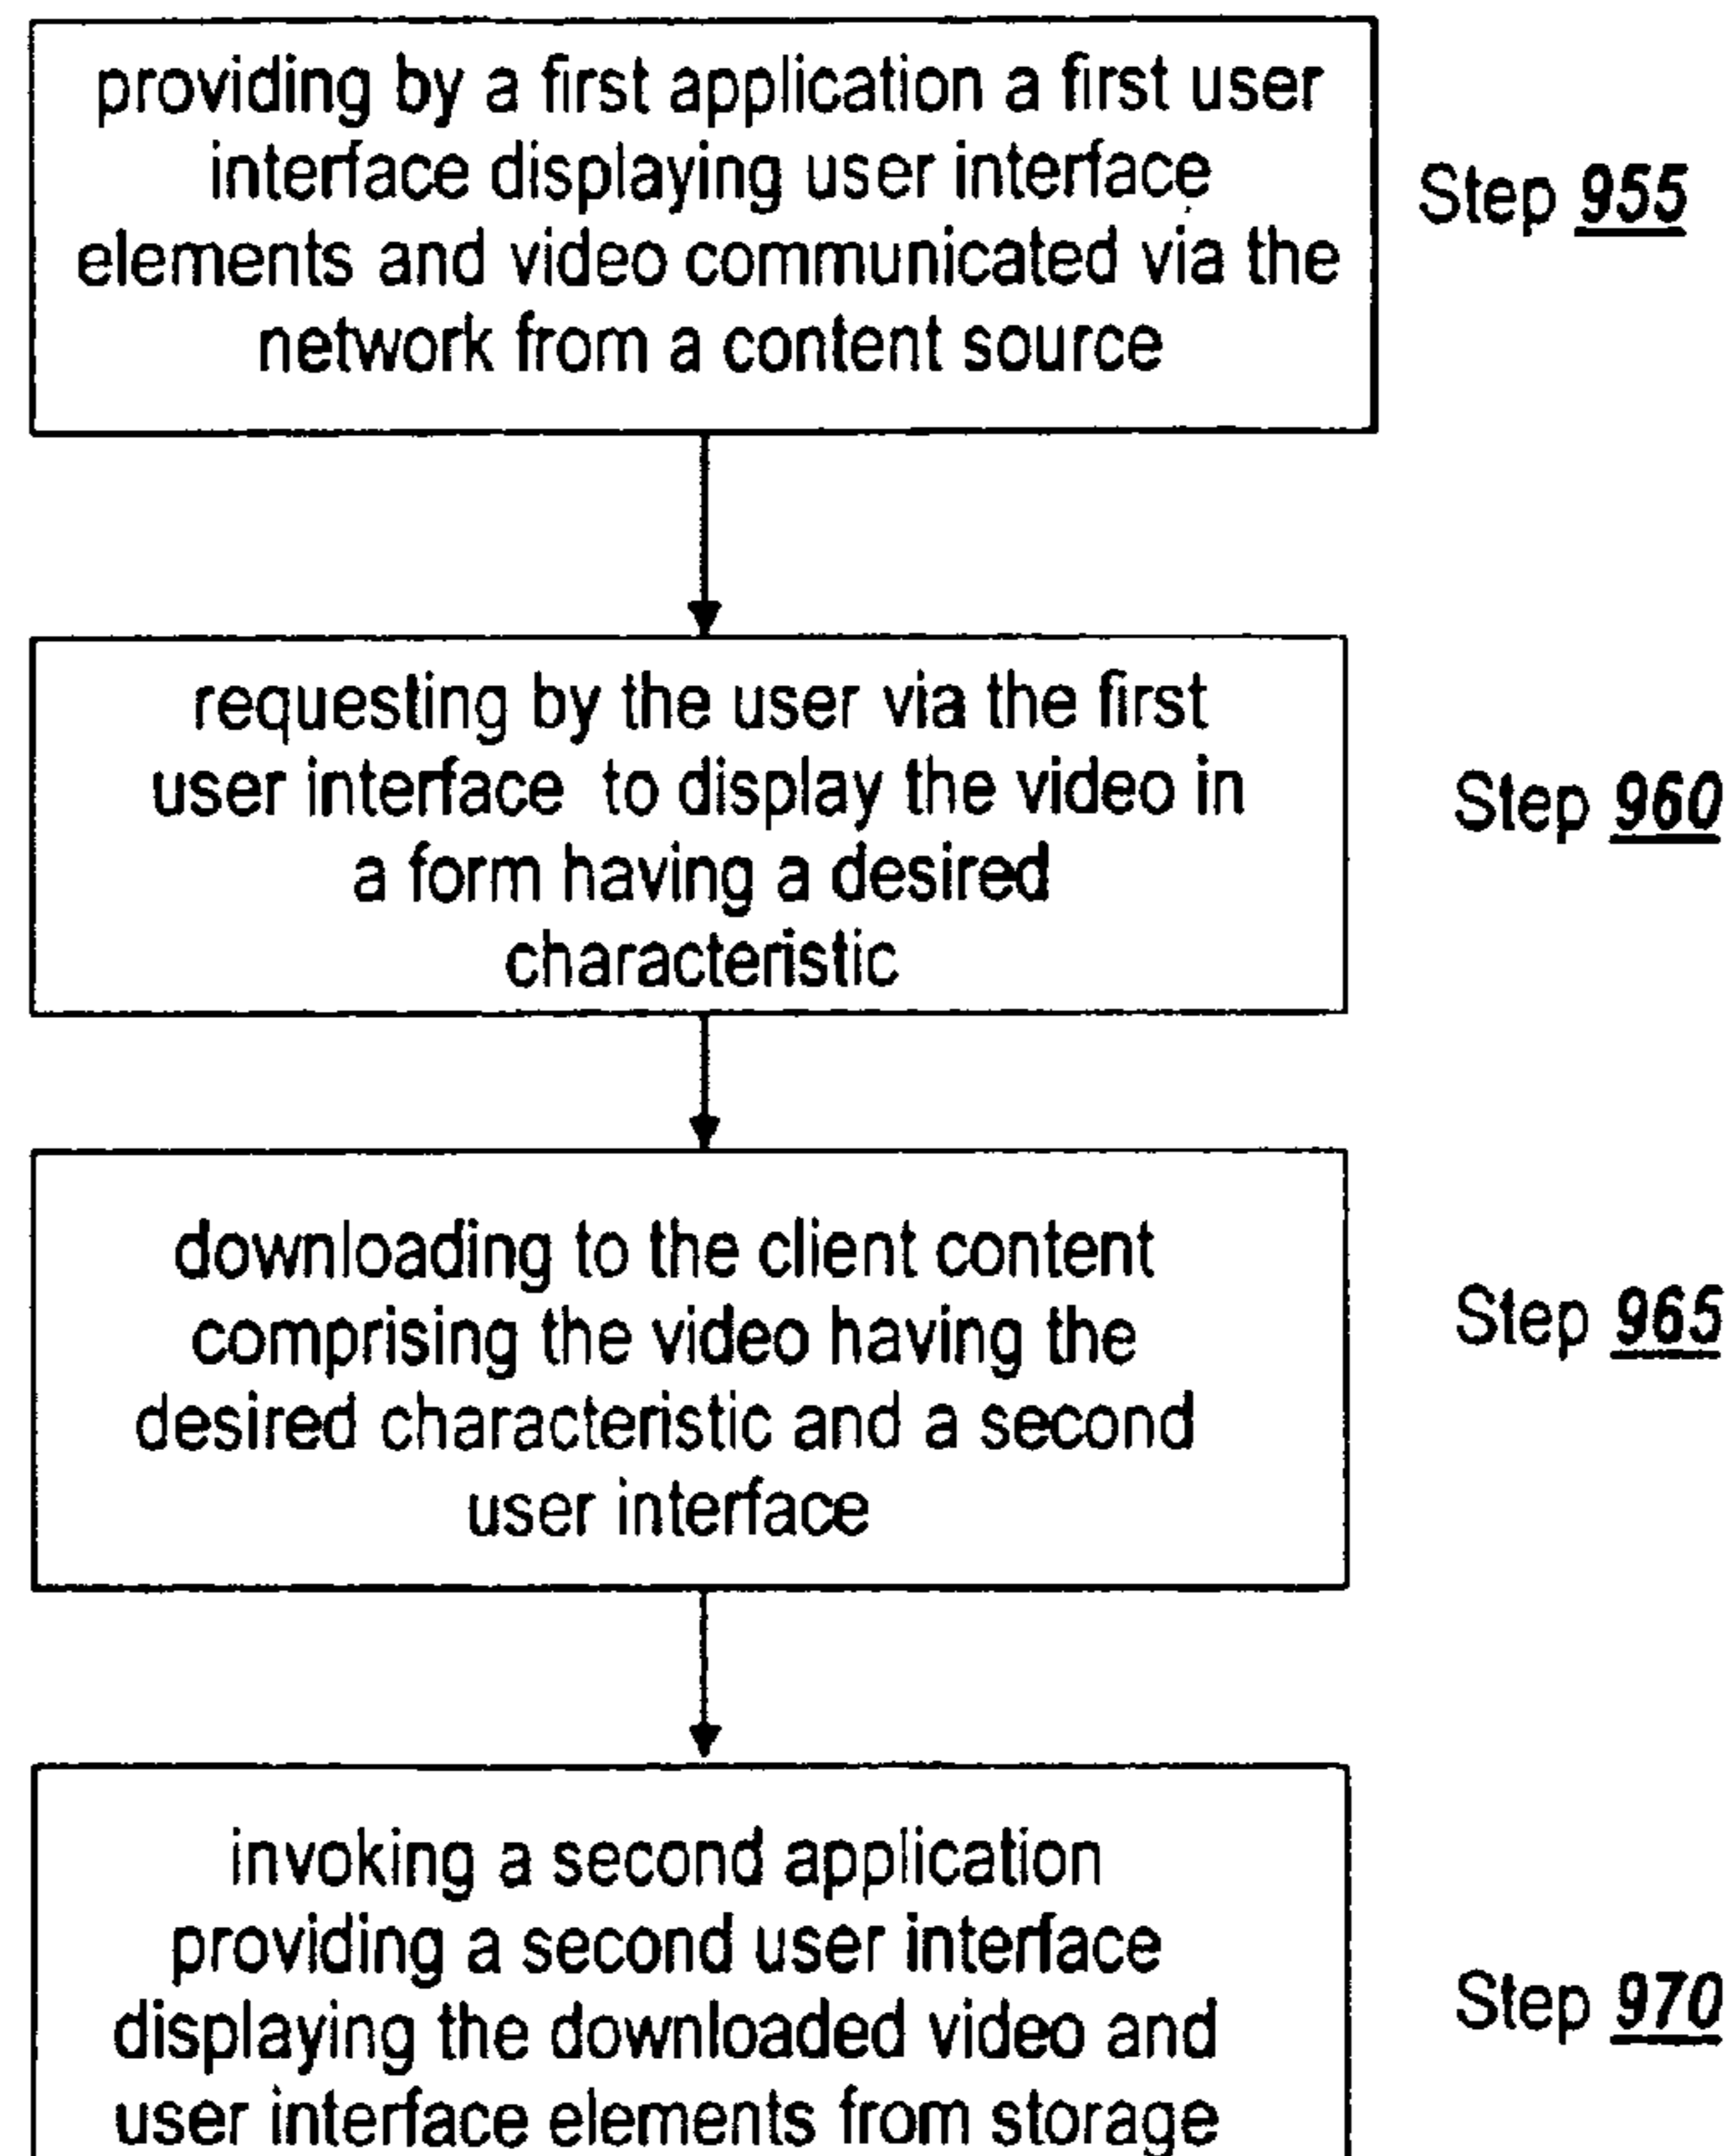 providing by a first application a first user
interface displaying user interface
elements and video communicated via the
network from a content source
Step 955
requesting by the user via the first
user interface to display the video in
a form having a desired
characteristic
Step 960
downloading to the client content
comprising the video having the
desired characteristic and a second
user interface
Step 965
invoking a second application
providing a second user interface
displaying the downloaded video and
user interface elements from storage
Step 970